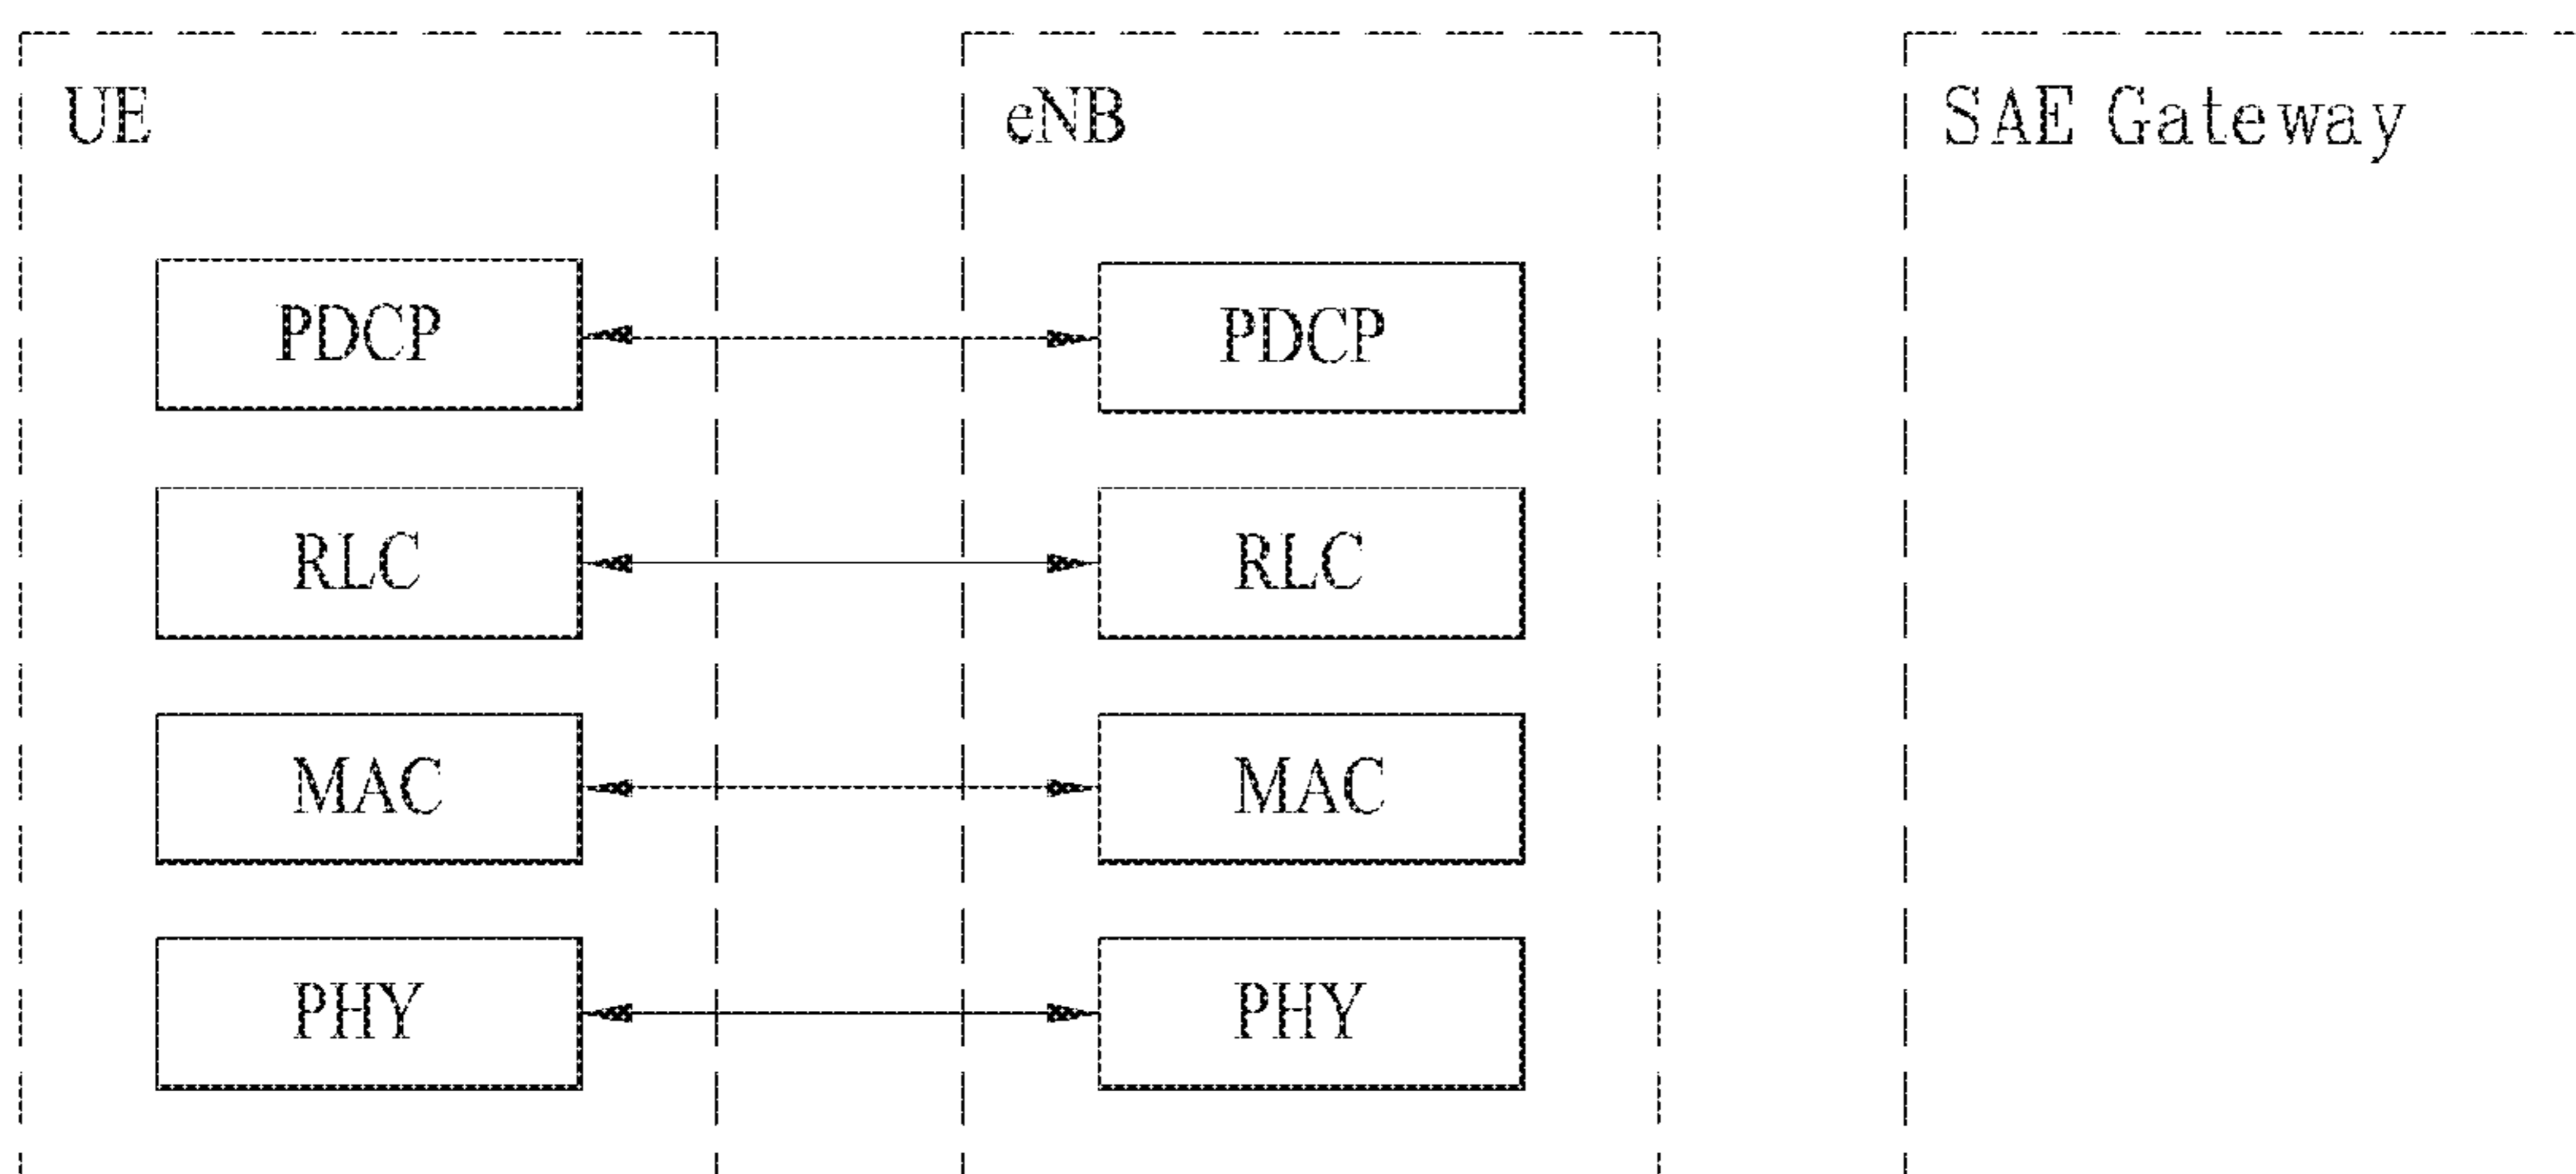 UE
eNB
SAE Gateway
PDCP
PDCP
RLC
RLC
MAC
MAC
PHY
PHY